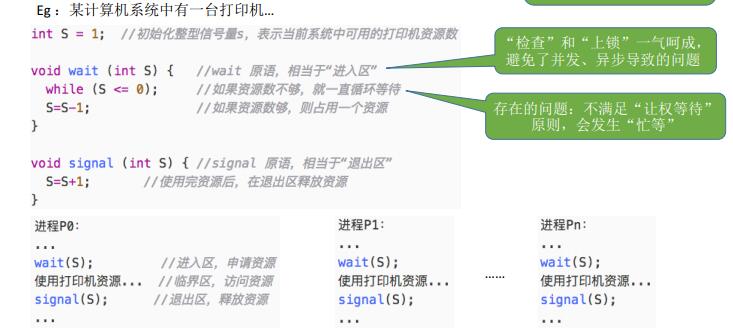 Eg：某计算机系统中有一台打印机...
int S = 1;  //初始化整型信号量s，表示当前系统中可用的打印机资源数
void wait (int S) {  //wait 原语，相当于“进入区”
while (S <= 0);  //如果资源数不够，就一直循环等待
S=S-1;  //如果资源数够，则占用一个资源
}
void signal (int S) { //signal 原语，相当于“退出区”
S=S+1;  //使用完资源后，在退出区释放资源
}
“检查”和“上锁”一气呵成，
避免了并发、异步导致的问题
存在的问题：不满足“让权等待”
原则，会发生“忙等”
进程P0：
...
wait(S);  //进入区，申请资源
使用打印机资源...  //临界区，访问资源
signal(S);  //退出区，释放资源
...
进程P1：
...
wait(S);
使用打印机资源...
signal(S);
...
……
进程Pn：
...
wait(S);
使用打印机资源...
signal(S);
...